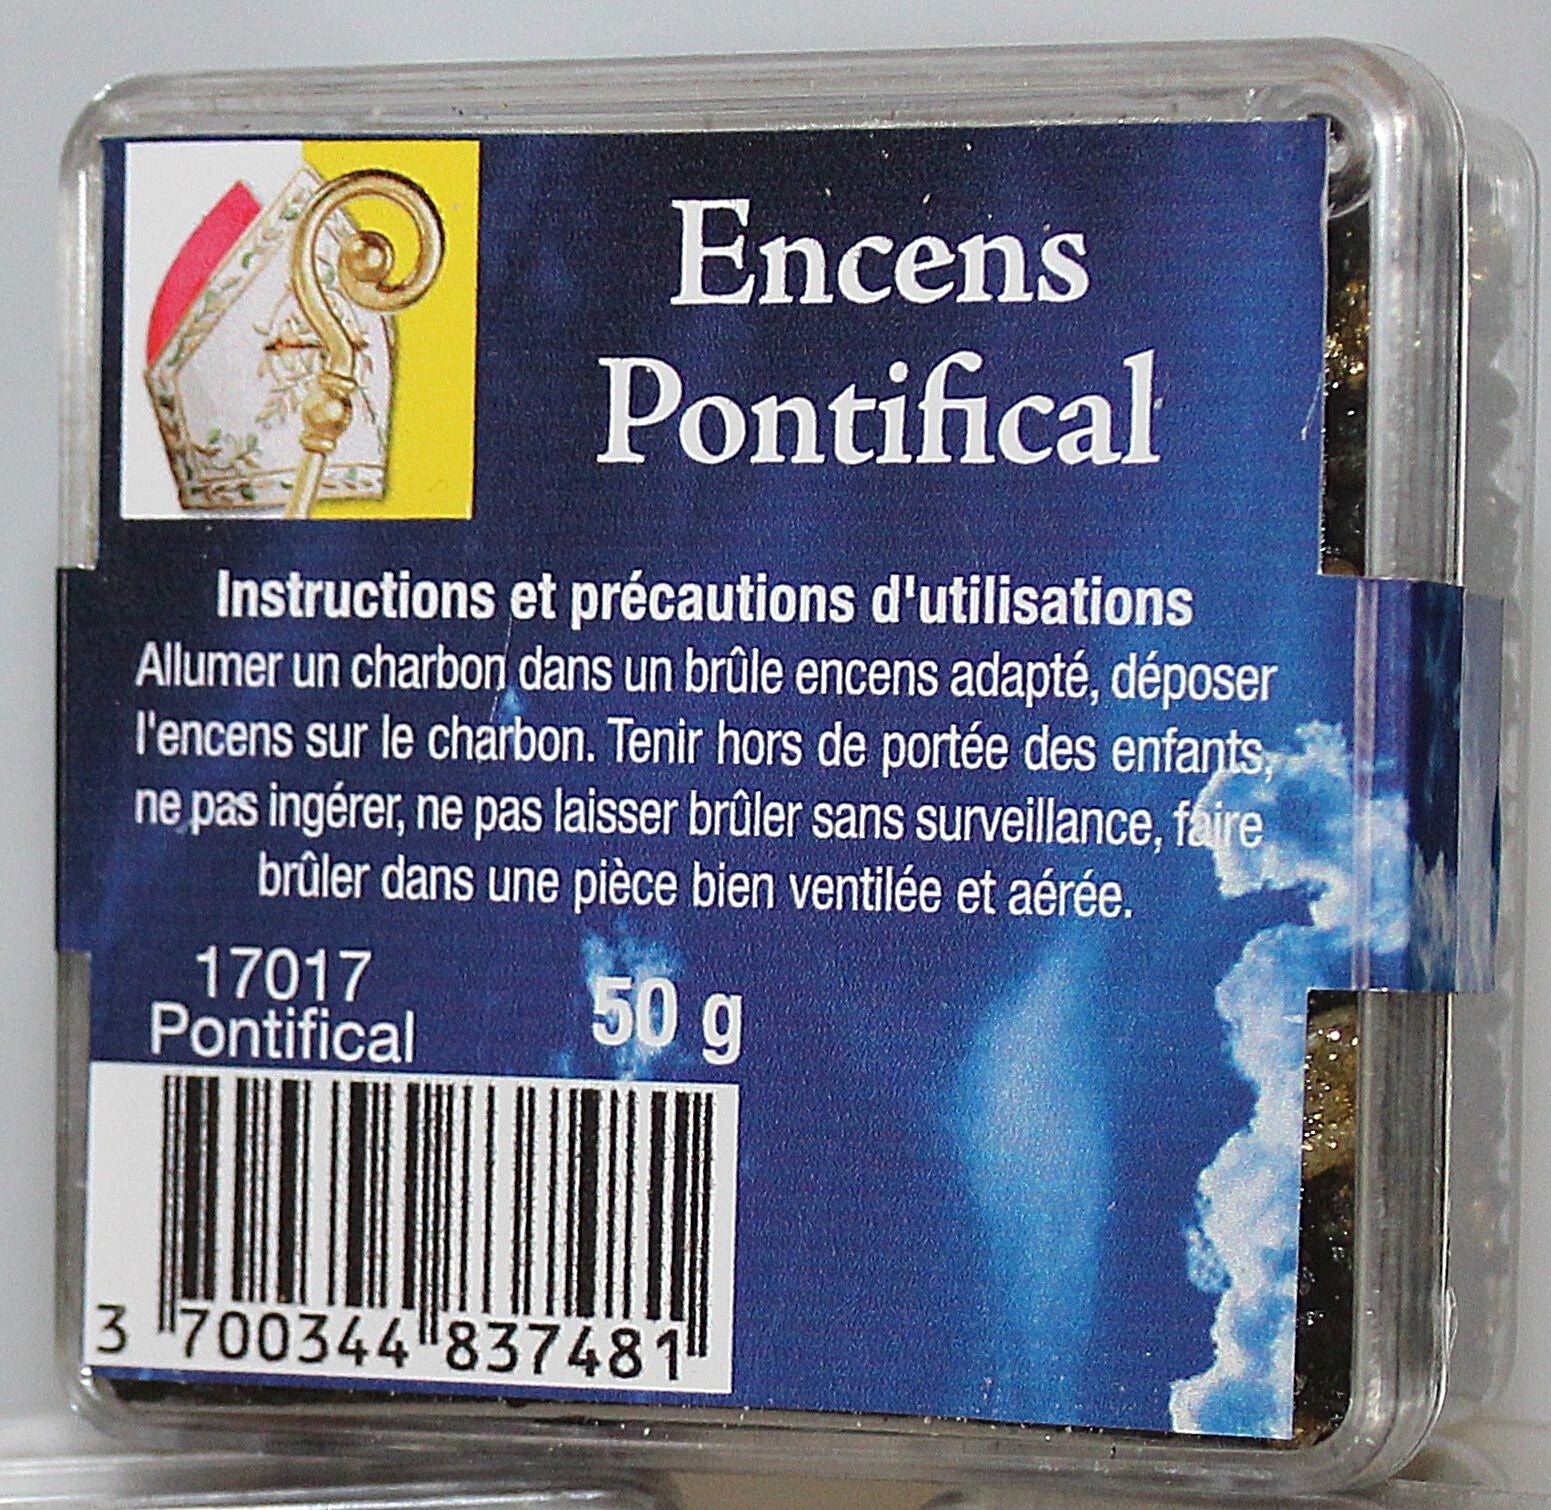 Encens
Pontifical
Instructions et précautions d'utilisations
Allumer un charbon dans un brûle encens adapté, déposer
l'encens sur le charbon. Tenir hors de portée des enfants,
ne pas ingérer, ne pas laisser brûler sans surveillance, faire
brûler dans une pièce bien ventilée et aérée.
17017
Pontifical
50 g
3 700344 837481